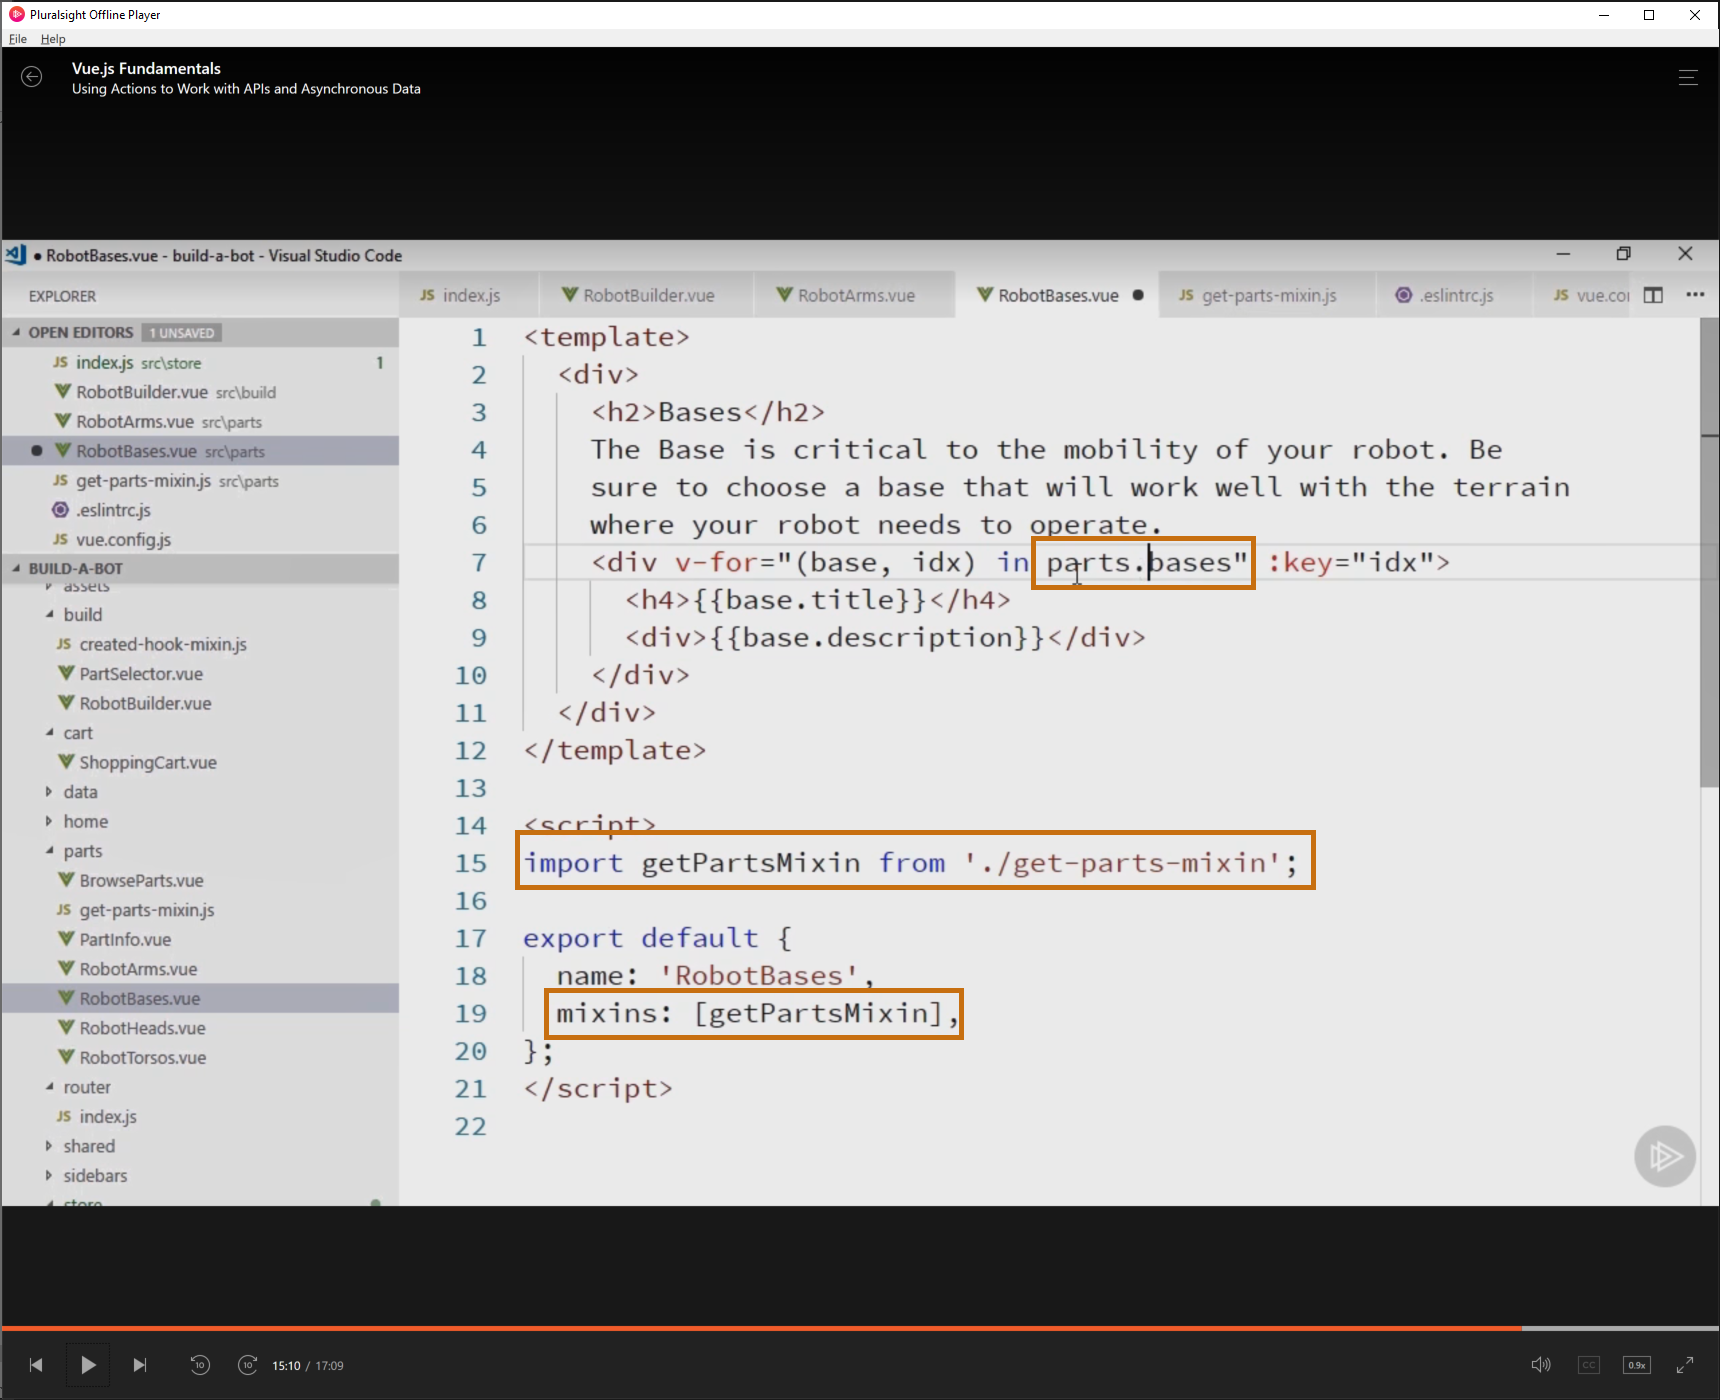 Pluralsight Offline Player
File Help
Vue.js Fundamentals
Using Actions to Work with APIs and Asynchronous Data
● RobotBases.vue - build-a-bot - Visual Studio Code
EXPLORER
OPEN EDITORS 1 UNSAVED
JS index.js src\store 1
RobotBuilder.vue src\build
RobotArms.vue src\parts
RobotBases.vue src\parts
JS get-parts-mixin.js src\parts
.eslintrc.js
JS vue.config.js
BUILD-A-BOT
assets
build
JS created-hook-mixin.js
PartSelector.vue
RobotBuilder.vue
cart
ShoppingCart.vue
data
home
parts
BrowseParts.vue
JS get-parts-mixin.js
PartInfo.vue
RobotArms.vue
RobotBases.vue
RobotHeads.vue
RobotTorsos.vue
router
JS index.js
shared
sidebars
store
JS index.js RobotBuilder.vue RobotArms.vue RobotBases.vue ● JS get-parts-mixin.js .eslintrc.js JS vue.co
1 <template>
2 <div>
3 <h2>Bases</h2>
4 The Base is critical to the mobility of your robot. Be
5 sure to choose a base that will work well with the terrain
6 where your robot needs to operate.
7 <div v-for="(base, idx) in parts.bases" :key="idx">
8 <h4>{{base.title}}</h4>
9 <div>{{base.description}}</div>
10 </div>
11 </div>
12 </template>
13
14 <script>
15 import getPartsMixin from './get-parts-mixin';
16
17 export default {
18 name: 'RobotBases',
19 mixins: [getPartsMixin],
20 };
21 </script>
22
10 10 15:10 / 17:09 CC 0.9x